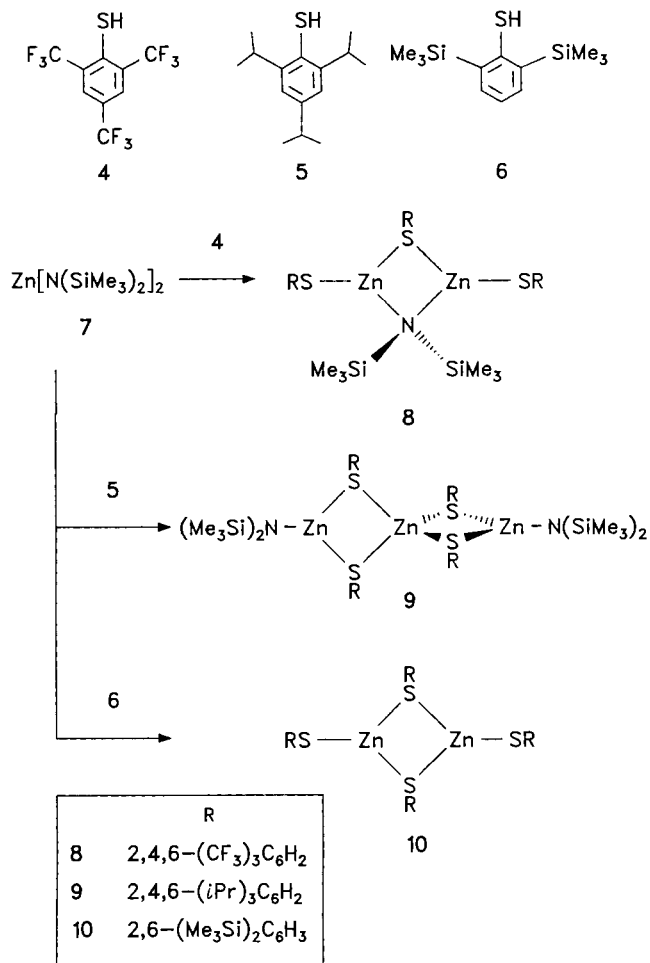 SH SH SH
F₃C CF₃ Me₃Si SiMe₃
CF₃
4 5 6
4
R
S
Zn[N(SiMe₃)₂]₂ RS Zn Zn SR
7
N
Me₃Si SiMe₃
8
5
R R
S S
(Me₃Si)₂N Zn Zn Zn N(SiMe₃)₂
S S
R R
9
6
R
S
RS Zn Zn SR
S
R
10
R
8 2,4,6-(CF₃)₃C₆H₂
9 2,4,6-(iPr)₃C₆H₂
10 2,6-(Me₃Si)₂C₆H₃